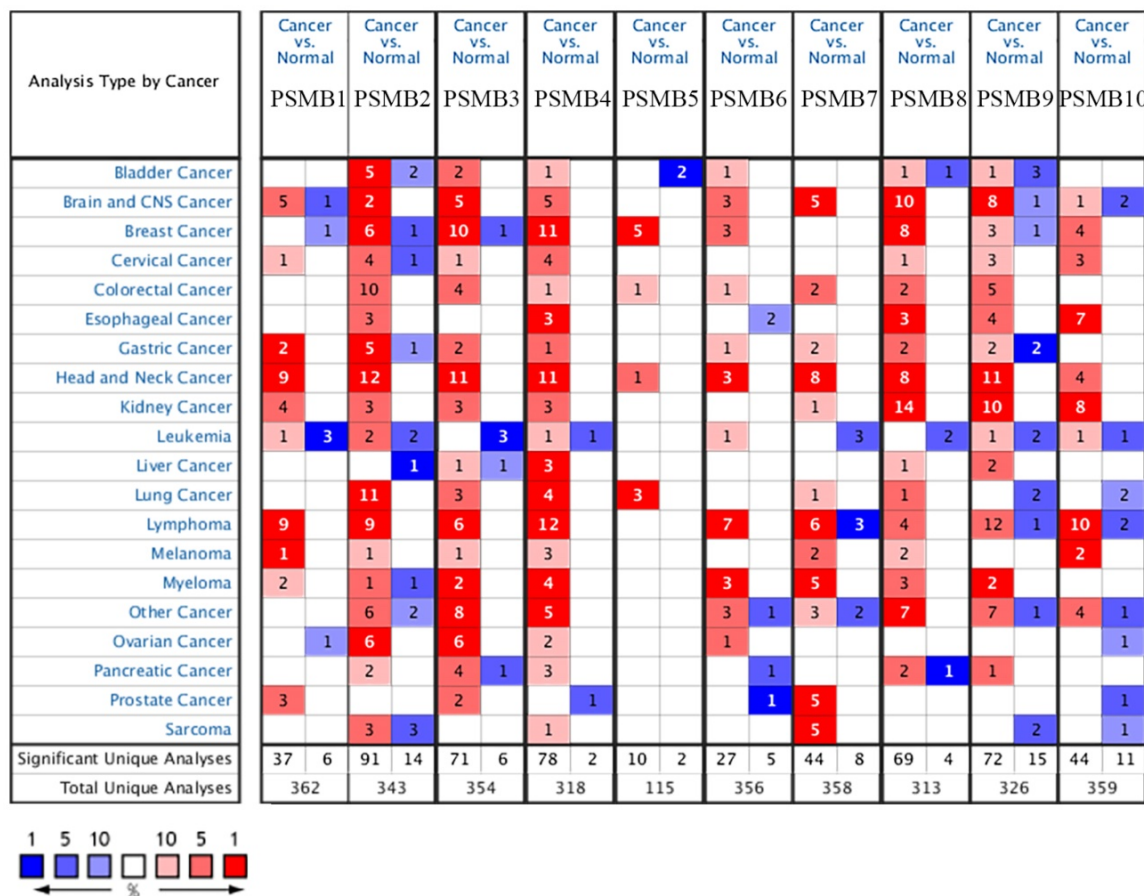 Analysis Type by Cancer
Cancer vs. Normal Cancer vs. Normal Cancer vs. Normal Cancer vs. Normal Cancer vs. Normal Cancer vs. Normal Cancer vs. Normal Cancer vs. Normal Cancer vs. Normal Cancer vs. Normal
PSMB1 PSMB2 PSMB3 PSMB4 PSMB5 PSMB6 PSMB7 PSMB8 PSMB9 PSMB10
Bladder Cancer 5 2 2 1 2 1 1 1 1 3
Brain and CNS Cancer 5 1 2 5 5 3 5 10 8 1 1 2
Breast Cancer 1 6 1 10 1 11 5 3 8 3 1 4
Cervical Cancer 1 4 1 1 4 1 3 3
Colorectal Cancer 10 4 1 1 1 2 2 5
Esophageal Cancer 3 3 2 3 4 7
Gastric Cancer 2 5 1 2 1 1 2 2 2 2
Head and Neck Cancer 9 12 11 11 1 3 8 8 11 4
Kidney Cancer 4 3 3 3 1 14 10 8
Leukemia 1 3 2 2 3 1 1 1 3 2 1 2 1 1
Liver Cancer 1 1 1 3 1 2
Lung Cancer 11 3 4 3 1 1 2 2
Lymphoma 9 9 6 12 7 6 3 4 12 1 10 2
Melanoma 1 1 1 3 2 2 2
Myeloma 2 1 1 2 4 3 5 3 2
Other Cancer 6 2 8 5 3 1 3 2 7 7 1 4 1
Ovarian Cancer 1 6 6 2 1 1
Pancreatic Cancer 2 4 1 3 1 2 1 1
Prostate Cancer 3 2 1 1 5 1
Sarcoma 3 3 1 5 2 1
Significant Unique Analyses 37 6 91 14 71 6 78 2 10 2 27 5 44 8 69 4 72 15 44 11
Total Unique Analyses 362 343 354 318 115 356 358 313 326 359
1 5 10 10 5 1
%